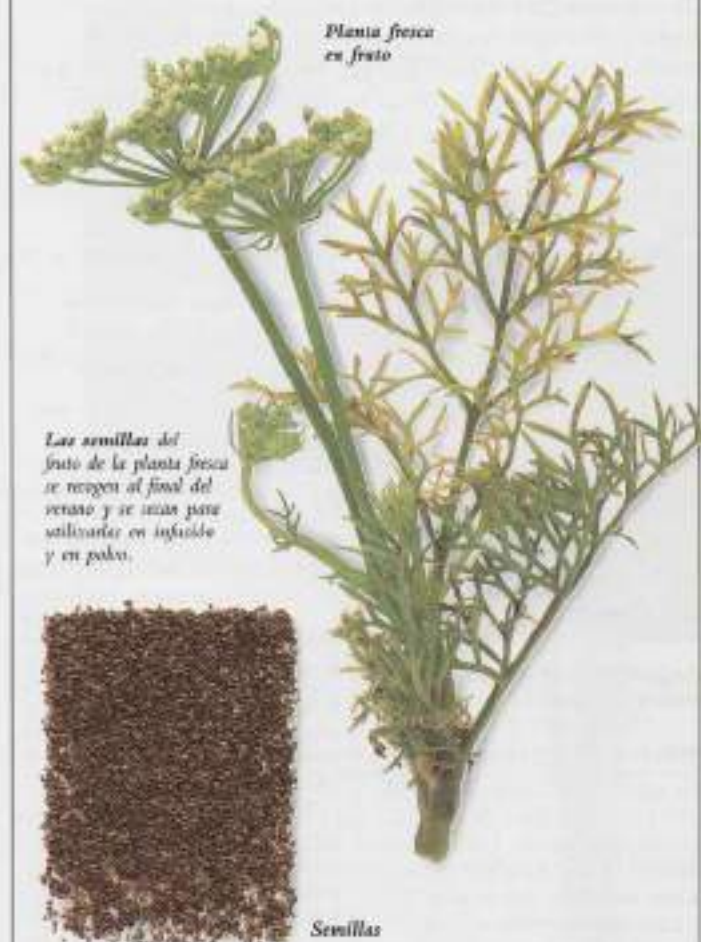 Planta fresca
en fruto
Las semillas del
fruto de la planta fresca
se recogen al final del
verano y se secan para
utilizarlas en infusión
y en polvo.
Semillas